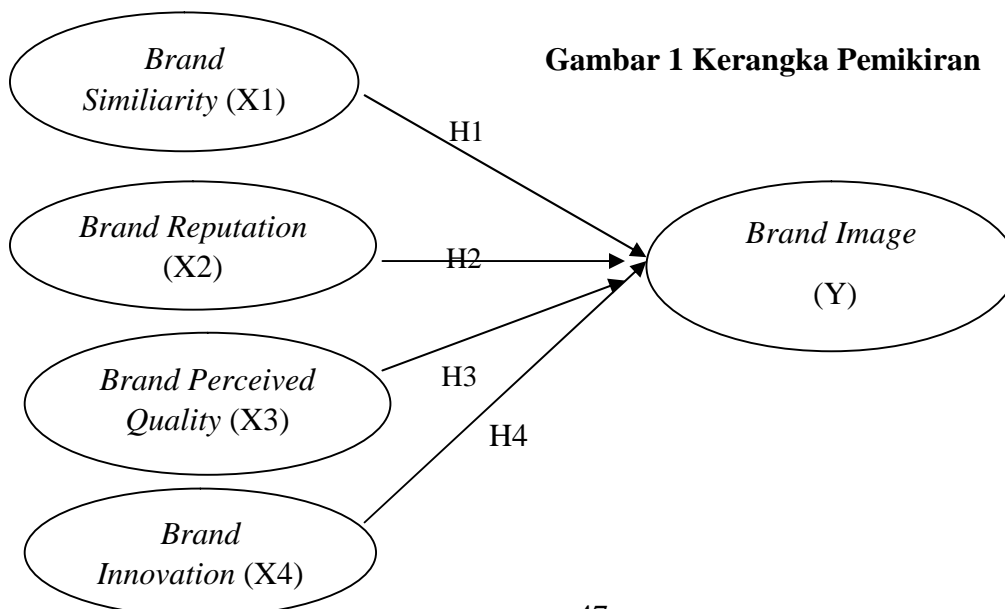 Gambar 1 Kerangka Pemikiran
Brand
Similiarity (X1)
H1
Brand Reputation
(X2)
H2
Brand Image
(Y)
Brand Perceived
Quality (X3)
H3
H4
Brand
Innovation (X4)